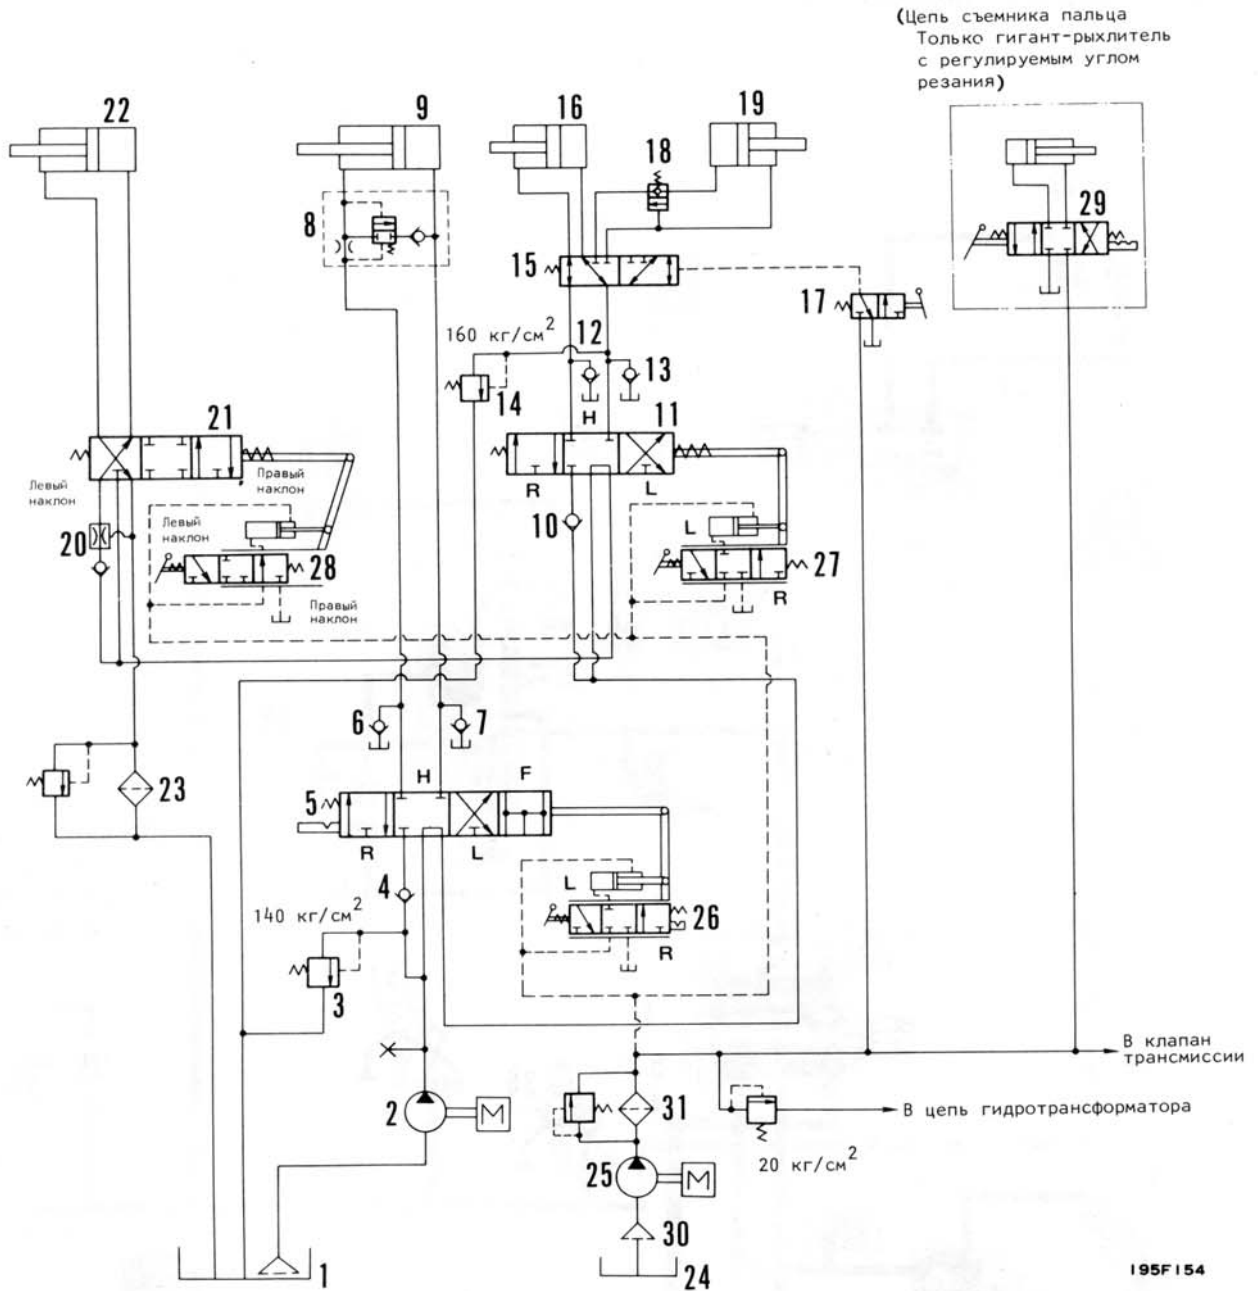 (Цепь съемника пальца
Только гигант-рыхлитель
с регулируемым углом
резания)
22
9
16
19
18
8
29
15
17
160 кг/см²
12
13
14
H
21
11
Левый
наклон
Правый
наклон
R
L
20
Левый
наклон
10
L
28
27
Правый
наклон
R
6
7
23
H
F
5
R
L
4
L
140 кг/см²
26
R
3
В клапан
трансмиссии
2
M
31
В цепь гидротрансформатора
25
M
20 кг/см²
30
1
24
195F154